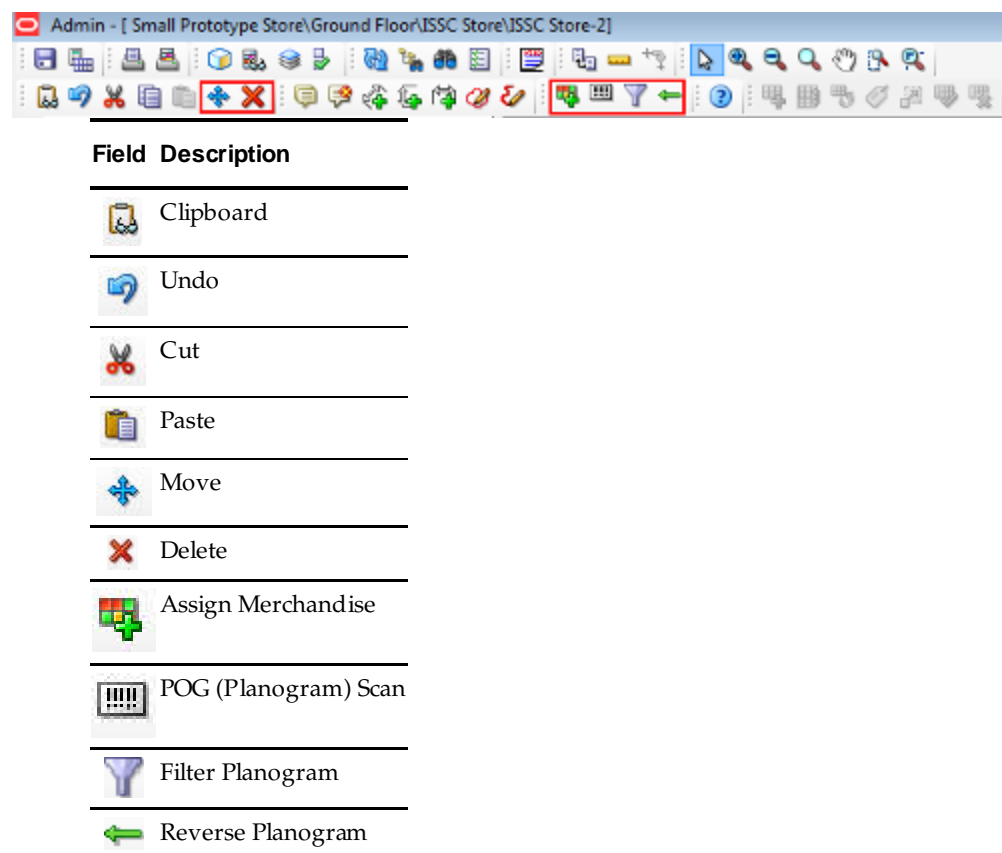 Admin - [ Small Prototype Store\Ground Floor\ISSC Store\ISSC Store-2]
Field Description
Clipboard
Undo
Cut
Paste
Move
Delete
Assign Merchandise
POG (Planogram) Scan
Filter Planogram
Reverse Planogram